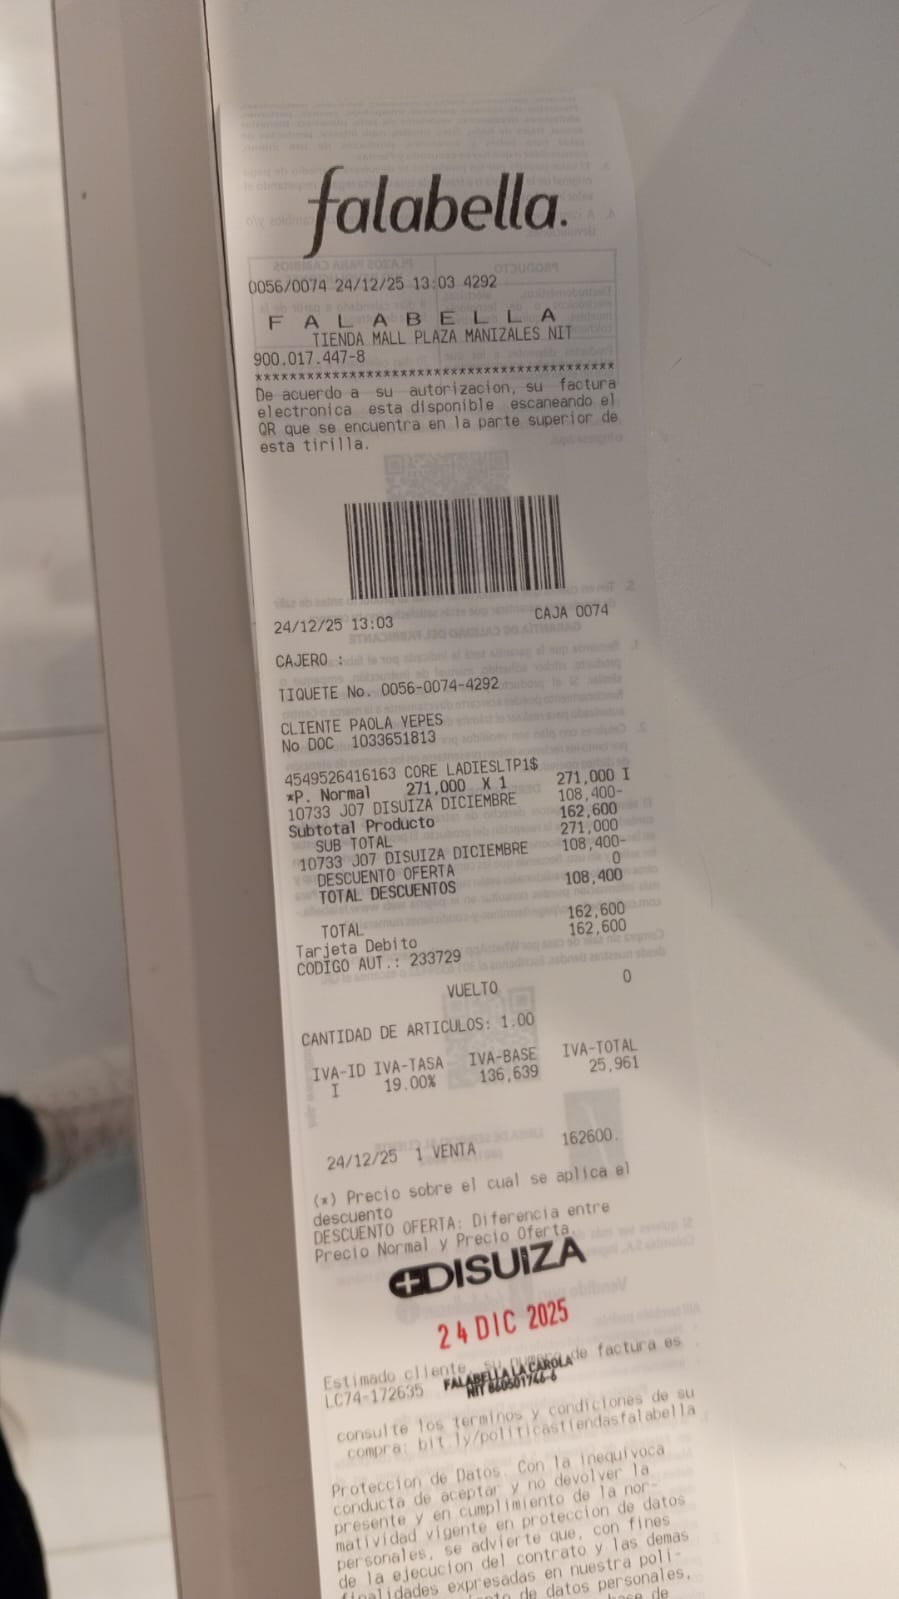 falabella.
0056/0074 24/12/25 13:03 4292
F A L A B E L L A
TIENDA MALL PLAZA MANIZALES NIT
900.017.447-8
******************************************
De acuerdo a su autorizacion, su factura
electronica esta disponible escaneando el
QR que se encuentra en la parte superior de
esta tirilla.
24/12/25 13:03 CAJA 0074
CAJERO :
TIQUETE No. 0056-0074-4292
CLIENTE PAOLA YEPES
No DOC 1033651813
4549526416163 CORE LADIESLTP1$
*P. Normal 271,000 X 1 271,000 I
10733 J07 DISUIZA DICIEMBRE 108,400-
Subtotal Producto 162,600
SUB TOTAL 271,000
10733 J07 DISUIZA DICIEMBRE 108,400-
DESCUENTO OFERTA 0
TOTAL DESCUENTOS 108,400
TOTAL 162,600
Tarjeta Debito 162,600
CODIGO AUT.: 233729
VUELTO 0
CANTIDAD DE ARTICULOS: 1.00
IVA-ID IVA-TASA IVA-BASE IVA-TOTAL
I 19.00% 136,639 25,961
24/12/25 1 VENTA 162600.
(*) Precio sobre el cual se aplica el
descuento
DESCUENTO OFERTA: Diferencia entre
Precio Normal y Precio Oferta.
DISUIZA
24 DIC 2025
Estimado cliente, su numero de factura es
LC74-172635
FALABELLA LA CAROLA
NIT 860501746-6
consulte los terminos y condiciones de su
compra: bit.ly/politicastiendasfalabella
Proteccion de Datos. Con la inequivoca
conducta de aceptar y no devolver la
presente y en cumplimiento de la nor-
matividad vigente en proteccion de datos
personales, se advierte que, con fines
de la ejecucion del contrato y las demas
finalidades expresadas en nuestra poli-
de datos personales,
de